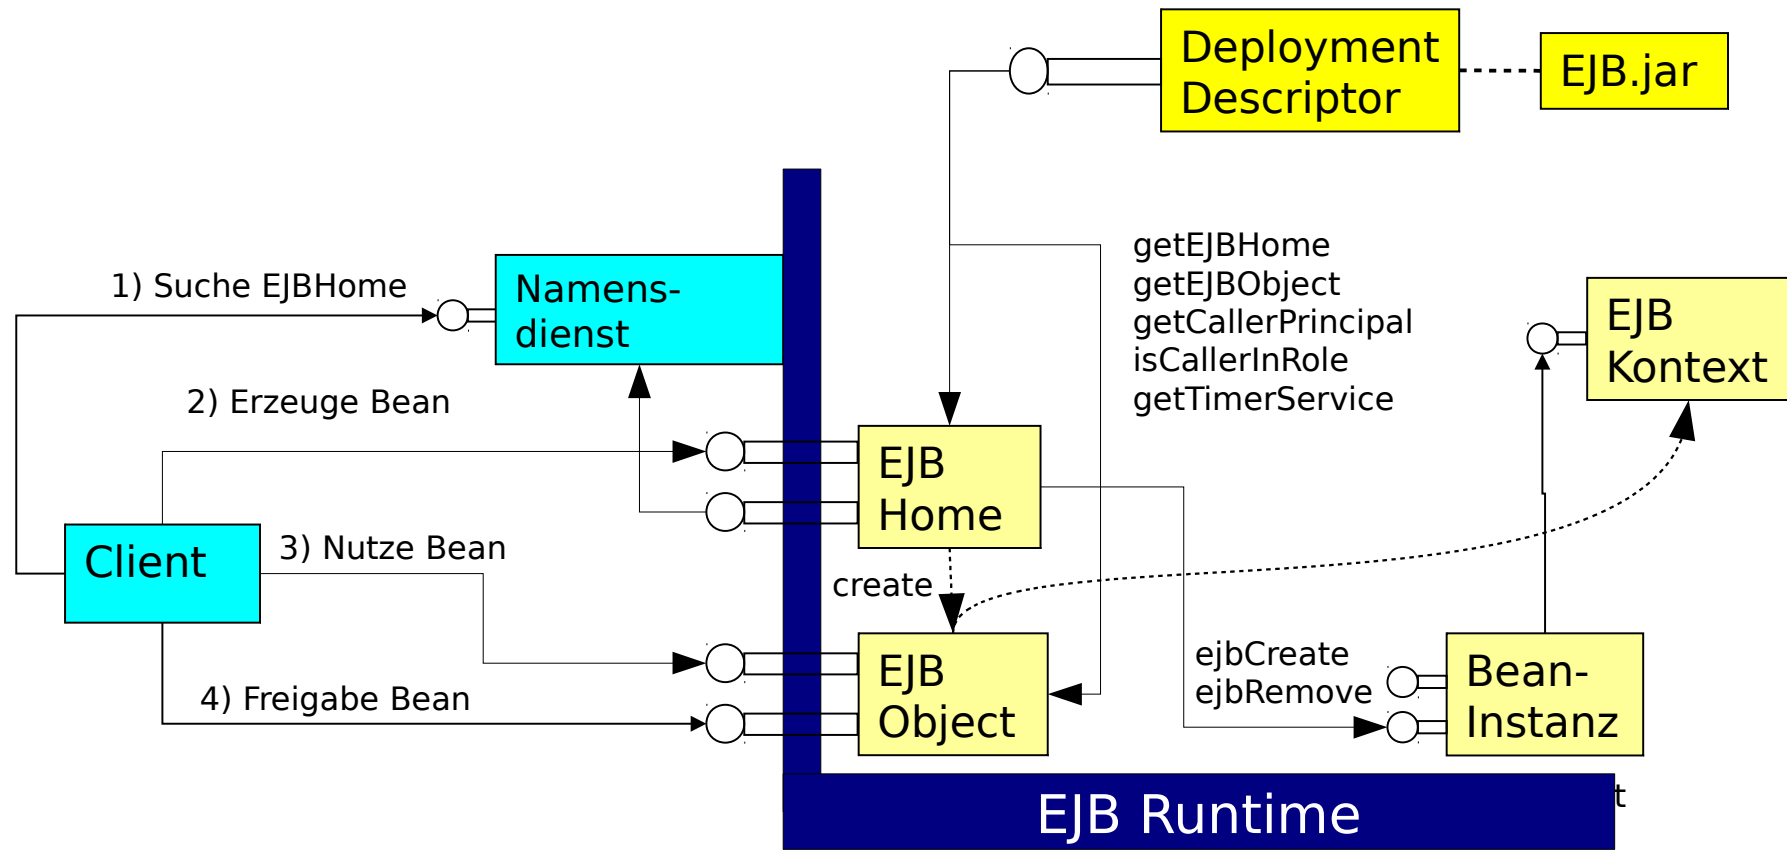 Deployment
Descriptor
EJB.jar
getEJBHome
getEJBObject
getCallerPrincipal
isCallerInRole
getTimerService
1) Suche EJBHome
Namens-
dienst
EJB
Kontext
2) Erzeuge Bean
EJB
Home
Client
3) Nutze Bean
create
4) Freigabe Bean
EJB
Object
ejbCreate
ejbRemove
Bean-
Instanz
t
EJB Runtime